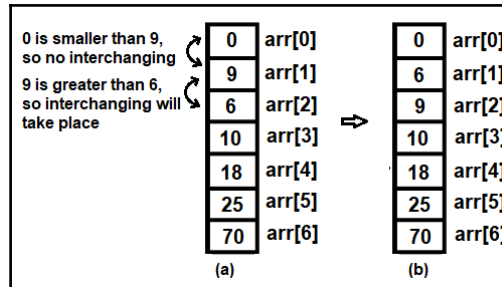 0 is smaller than 9,
so no interchanging
9 is greater than 6,
so interchanging will
take place
0 arr[0]
9 arr[1]
6 arr[2]
10 arr[3]
18 arr[4]
25 arr[5]
70 arr[6]
(a)
0 arr[0]
6 arr[1]
9 arr[2]
10 arr[3]
18 arr[4]
25 arr[5]
70 arr[6]
(b)